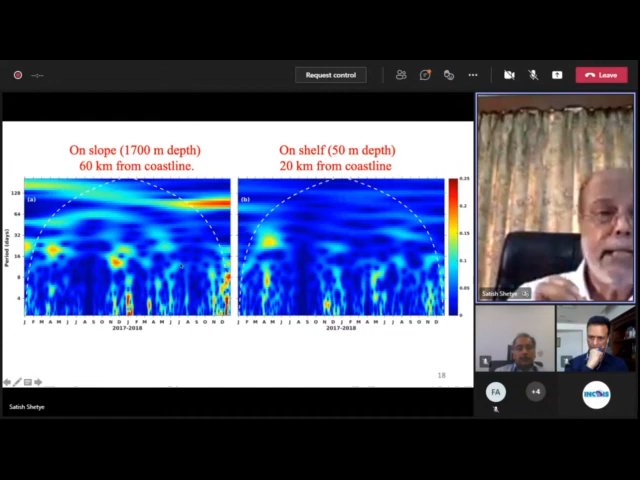 --:--
Request control
Leave
On slope (1700 m depth)
60 km from coastline.
On shelf (50 m depth)
20 km from coastline
(a)
(b)
Period (days)
128
64
32
16
8
4
J F M A M J J A S O N D J F M A M J J A S O N D
2017-2018
J F M A M J J A S O N D J F M A M J J A S O N D
2017-2018
0.25
0.2
0.15
0.1
0.05
0
18
Satish Shetye
Satish Shetye
FA
+4